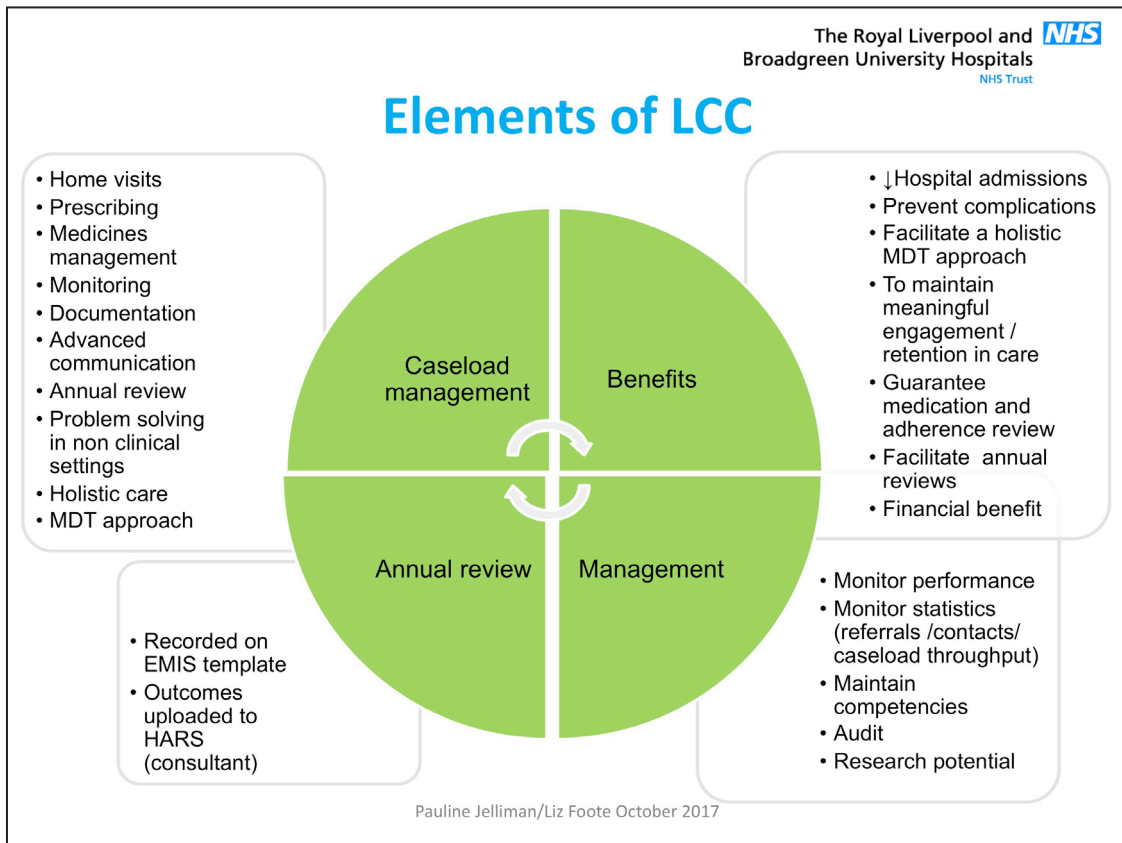 The Royal Liverpool and NHS
Broadgreen University Hospitals
NHS Trust
Elements of LCC
• Home visits
• Prescribing
• Medicines
management
• Monitoring
• Documentation
• Advanced
communication
• Annual review
• Problem solving
in non clinical
settings
• Holistic care
• MDT approach
Caseload
management
Benefits
• ↓Hospital admissions
• Prevent complications
• Facilitate a holistic
MDT approach
• To maintain
meaningful
engagement /
retention in care
• Guarantee
medication and
adherence review
• Facilitate annual
reviews
• Financial benefit
Annual review
Management
• Recorded on
EMIS template
• Outcomes
uploaded to
HARS
(consultant)
• Monitor performance
• Monitor statistics
(referrals /contacts/
caseload throughput)
• Maintain
competencies
• Audit
• Research potential
Pauline Jelliman/Liz Foote October 2017